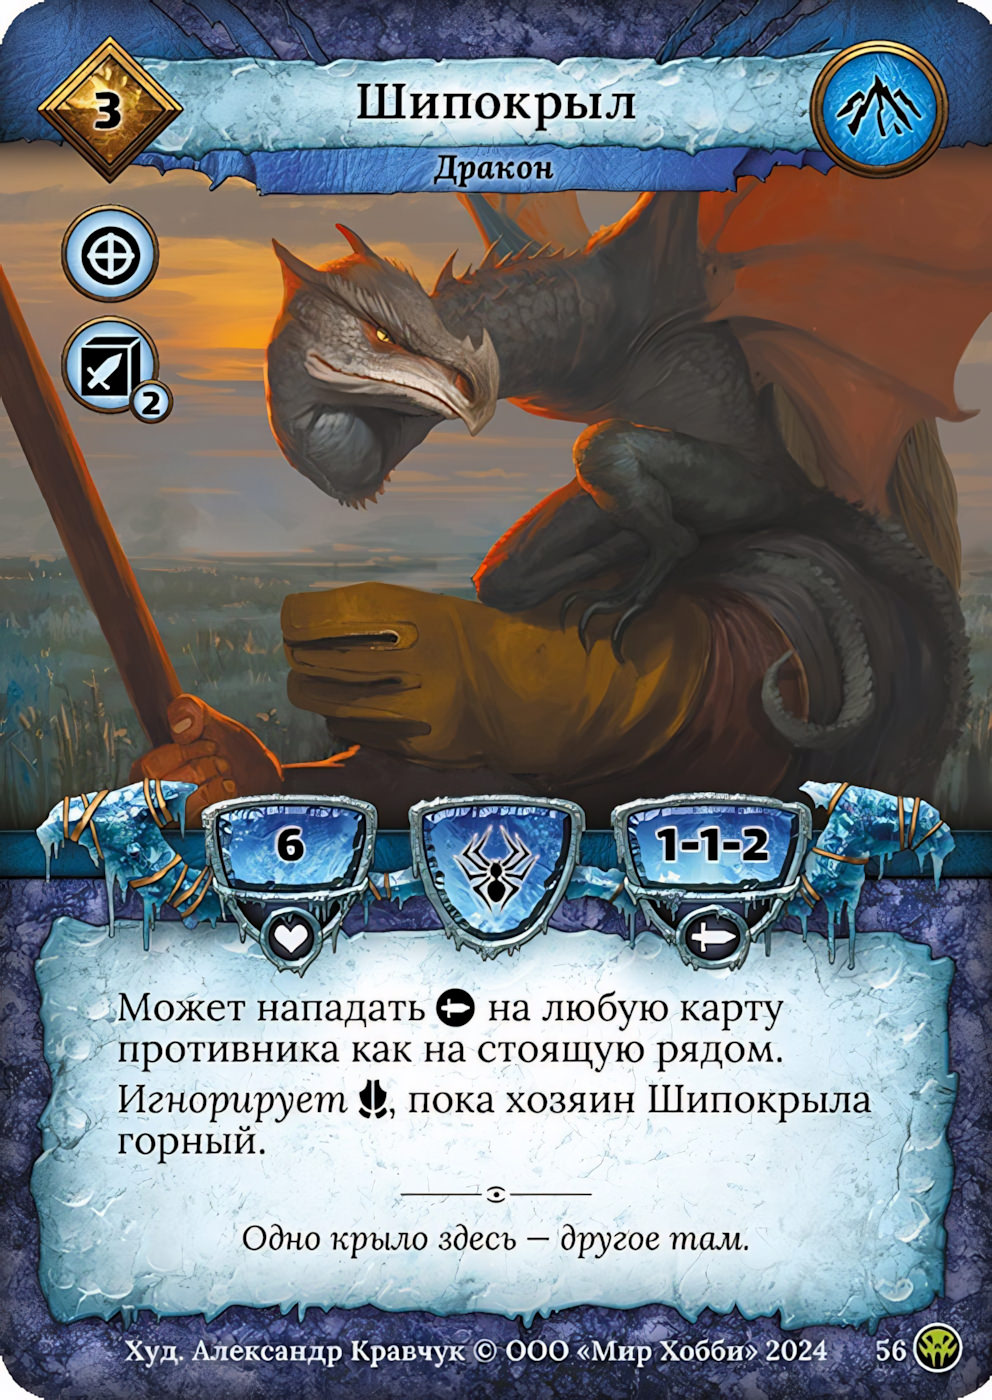 3
Шипокрыл
Дракон
2
6
1-1-2
Может нападать на любую карту
противника как на стоящую рядом.
Игнорирует , пока хозяин Шипокрыла
горный.
Одно крыло здесь — другое там.
Худ. Александр Кравчук © ООО «Мир Хобби» 2024
56